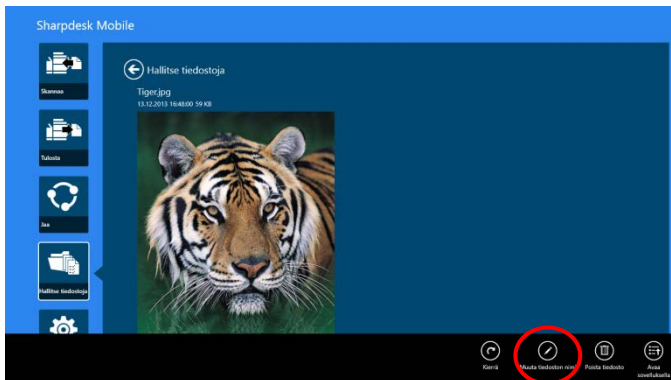 Sharpdesk Mobile
Skannaa
Tulosta
Jaa
Hallitse tiedostoja
Hallitse tiedostoja
Tiger.jpg
13.12.2013 16:48:00 59 KB
Kierrä
Muuta tiedoston nimi
Poista tiedosto
Avaa
sovelluksella